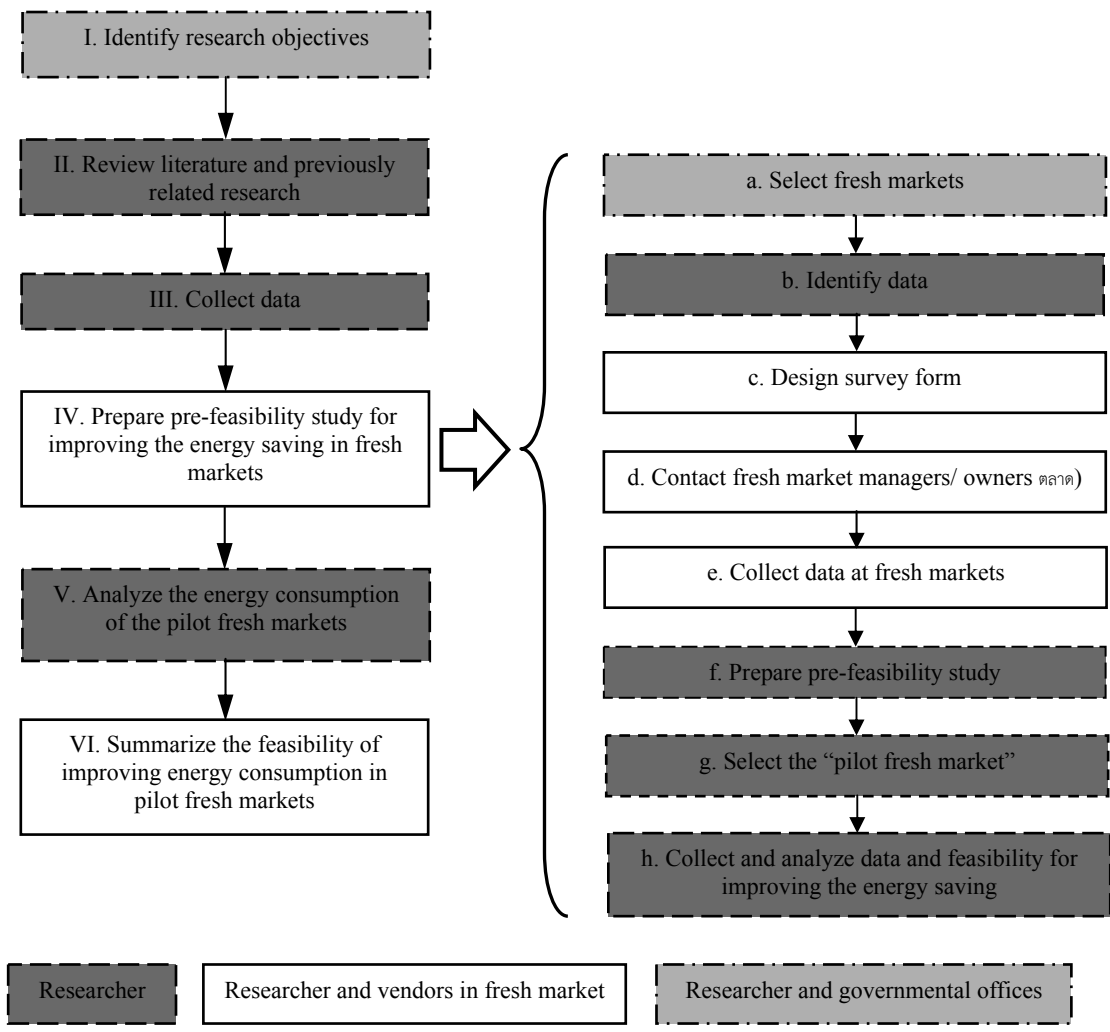 I. Identify research objectives
II. Review literature and previously
related research
III. Collect data
IV. Prepare pre-feasibility study for
improving the energy saving in fresh
markets
V. Analyze the energy consumption
of the pilot fresh markets
VI. Summarize the feasibility of
improving energy consumption in
pilot fresh markets
a. Select fresh markets
b. Identify data
c. Design survey form
d. Contact fresh market managers/ owners ตลาด)
e. Collect data at fresh markets
f. Prepare pre-feasibility study
g. Select the “pilot fresh market”
h. Collect and analyze data and feasibility for
improving the energy saving
Researcher
Researcher and vendors in fresh market
Researcher and governmental offices